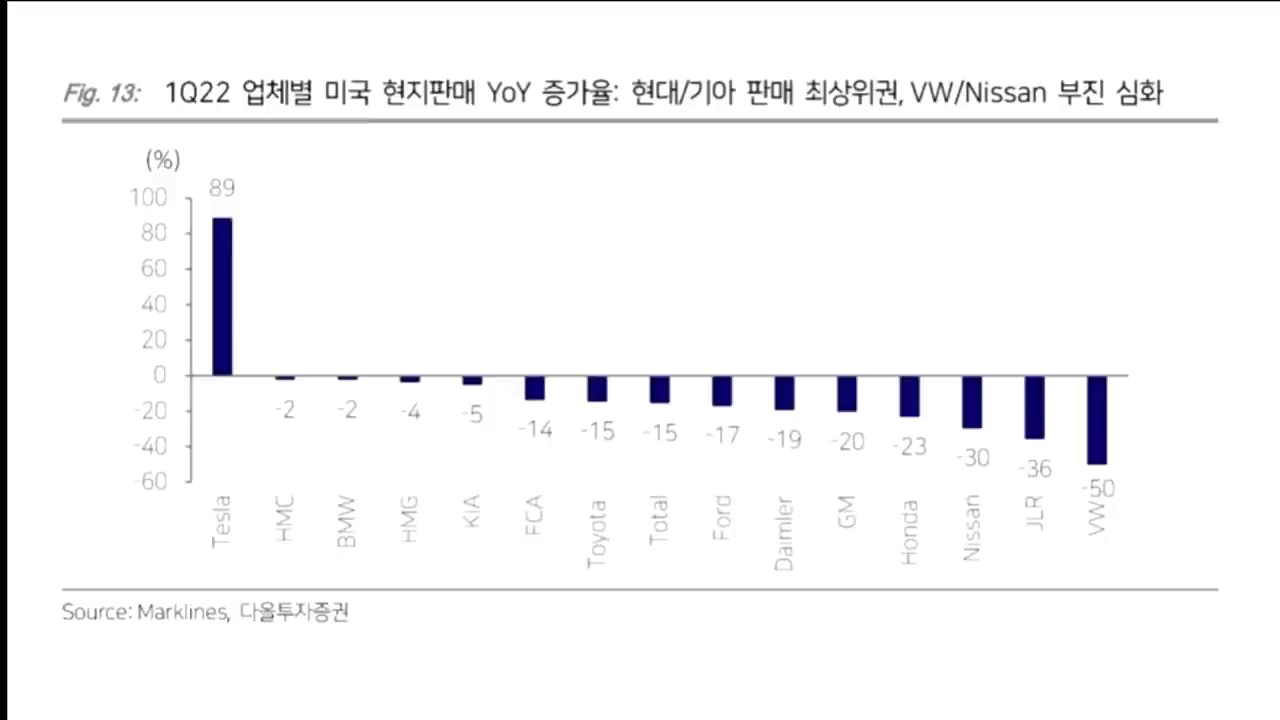 Fig. 13: 1Q22 업체별 미국 현지판매 YoY 증가율: 현대/기아 판매 최상위권, VW/Nissan 부진 심화
(%)
100
80
60
40
20
0
-20
-40
-60
89
-2
-2
-4
-5
-14
-15
-15
-17
-19
-20
-23
-30
-36
-50
Tesla
HMC
BMW
HMG
KIA
FCA
Toyota
Total
Ford
Daimler
GM
Honda
Nissan
JLR
VW
Source: Marklines, 다올투자증권